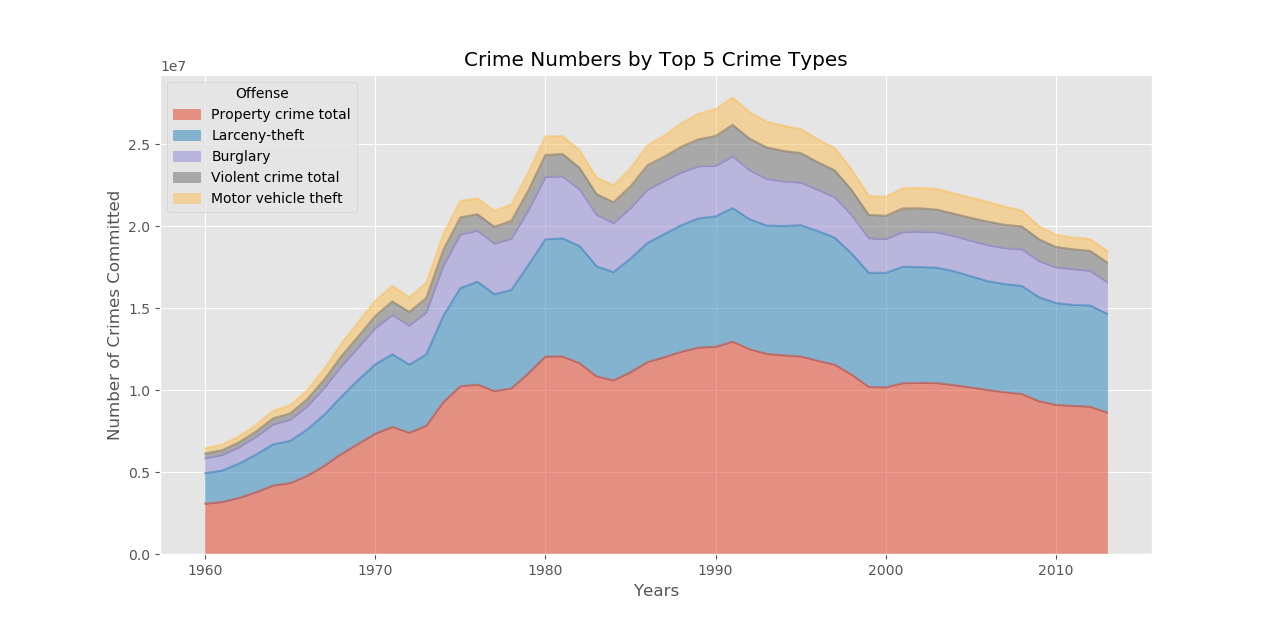 Crime Numbers by Top 5 Crime Types
1e7
Offense
Property crime total
Larceny-theft
Burglary
Violent crime total
Motor vehicle theft
2.5
2.0
1.5
1.0
0.5
0.0
Number of Crimes Committed
1960 1970 1980 1990 2000 2010
Years